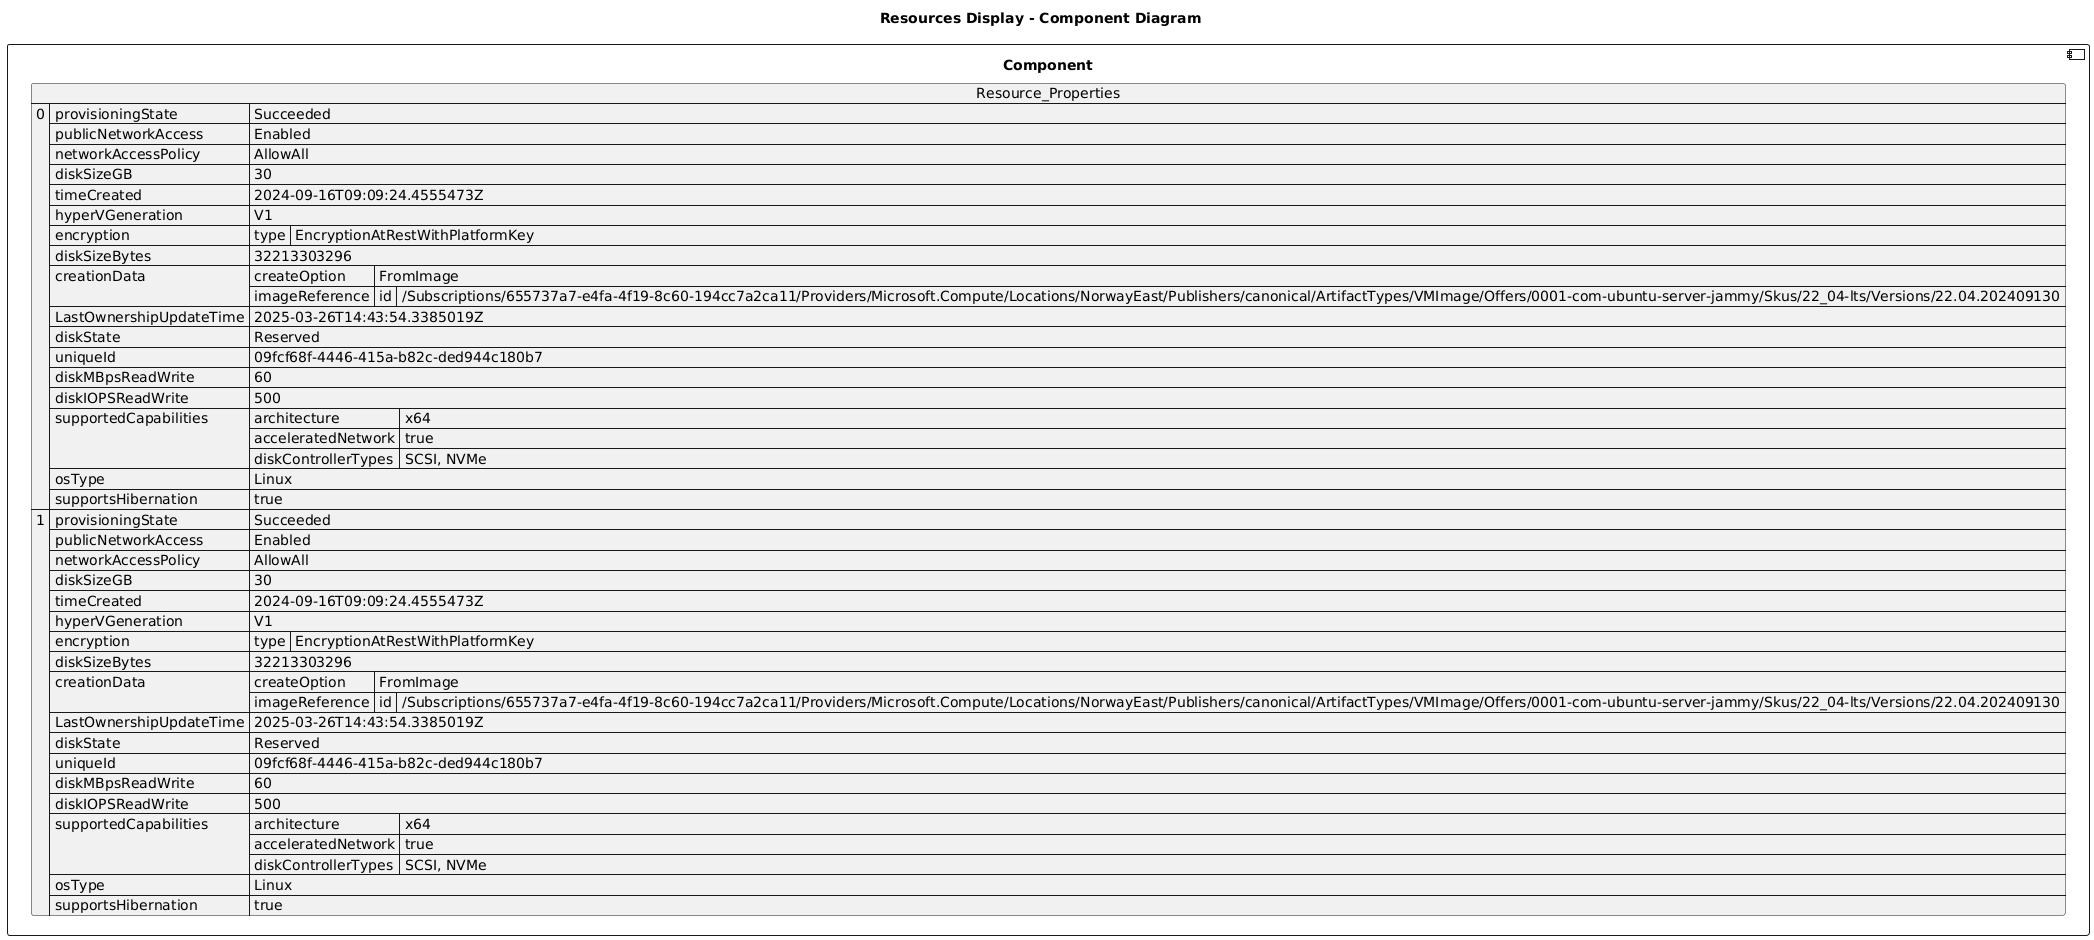 Resources Display - Component Diagram
Component
Resource_Properties
0 provisioningState Succeeded
publicNetworkAccess Enabled
networkAccessPolicy AllowAll
diskSizeGB 30
timeCreated 2024-09-16T09:09:24.4555473Z
hyperVGeneration V1
encryption type EncryptionAtRestWithPlatformKey
diskSizeBytes 32213303296
creationData createOption FromImage
imageReference id /Subscriptions/655737a7-e4fa-4f19-8c60-194cc7a2ca11/Providers/Microsoft.Compute/Locations/NorwayEast/Publishers/canonical/ArtifactTypes/VMImage/Offers/0001-com-ubuntu-server-jammy/Skus/22_04-lts/Versions/22.04.202409130
LastOwnershipUpdateTime 2025-03-26T14:43:54.3385019Z
diskState Reserved
uniqueId 09fcf68f-4446-415a-b82c-ded944c180b7
diskMBpsReadWrite 60
diskIOPSReadWrite 500
supportedCapabilities architecture x64
acceleratedNetwork true
diskControllerTypes SCSI, NVMe
osType Linux
supportsHibernation true
1 provisioningState Succeeded
publicNetworkAccess Enabled
networkAccessPolicy AllowAll
diskSizeGB 30
timeCreated 2024-09-16T09:09:24.4555473Z
hyperVGeneration V1
encryption type EncryptionAtRestWithPlatformKey
diskSizeBytes 32213303296
creationData createOption FromImage
imageReference id /Subscriptions/655737a7-e4fa-4f19-8c60-194cc7a2ca11/Providers/Microsoft.Compute/Locations/NorwayEast/Publishers/canonical/ArtifactTypes/VMImage/Offers/0001-com-ubuntu-server-jammy/Skus/22_04-lts/Versions/22.04.202409130
LastOwnershipUpdateTime 2025-03-26T14:43:54.3385019Z
diskState Reserved
uniqueId 09fcf68f-4446-415a-b82c-ded944c180b7
diskMBpsReadWrite 60
diskIOPSReadWrite 500
supportedCapabilities architecture x64
acceleratedNetwork true
diskControllerTypes SCSI, NVMe
osType Linux
supportsHibernation true